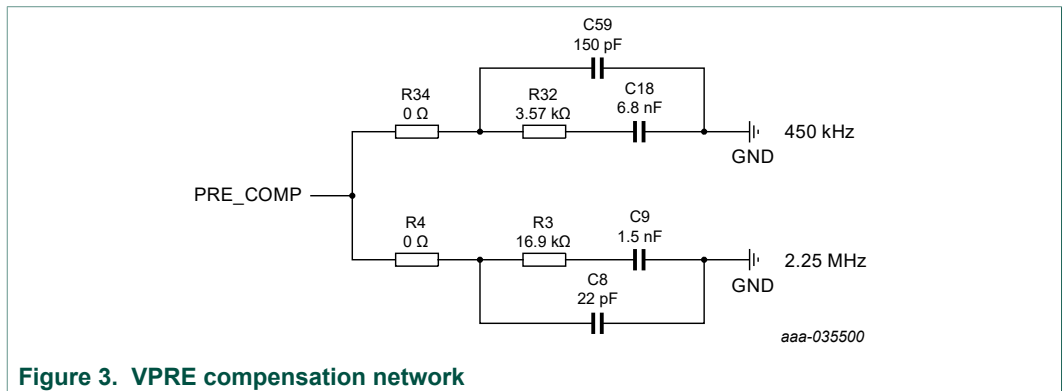 C59
150 pF
R34
0 Ω
R32
3.57 kΩ
C18
6.8 nF
GND
450 kHz
PRE_COMP
R4
0 Ω
R3
16.9 kΩ
C9
1.5 nF
GND
2.25 MHz
C8
22 pF
aaa-035500
Figure 3. VPRE compensation network